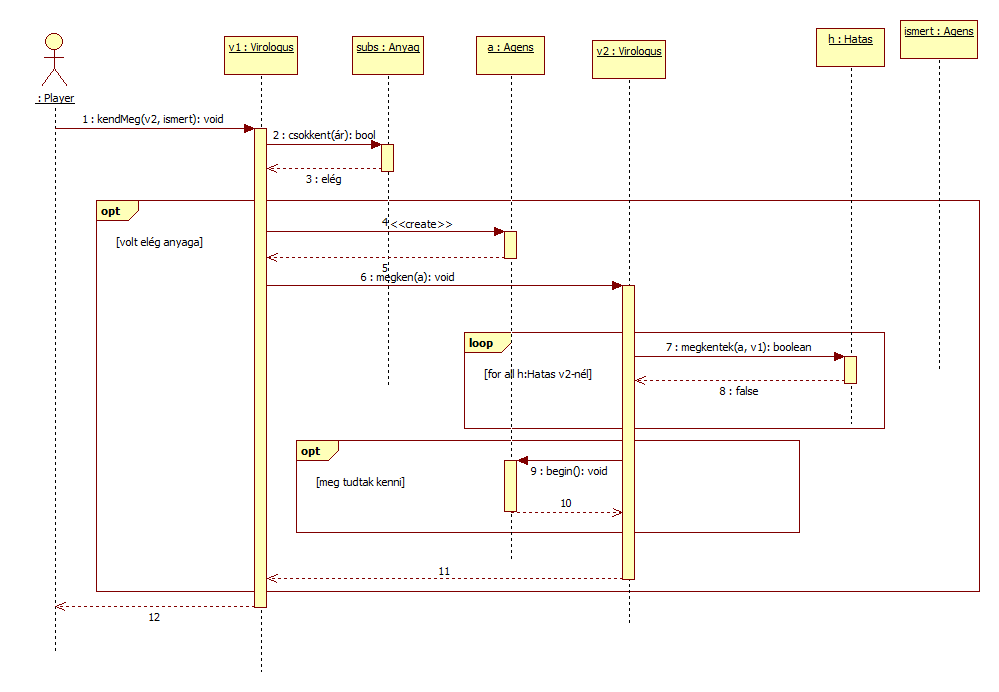 : Player
v1 : Virologus
subs : Anyag
a : Agens
v2 : Virologus
h : Hatas
ismert : Agens
1 : kendMeg(v2, ismert): void
2 : csokkent(ár): bool
3 : elég
opt
[volt elég anyaga]
4 <<create>>
5
6 : megken(a): void
loop
[for all h:Hatas v2-nél]
7 : megkentek(a, v1): boolean
8 : false
opt
[meg tudtak kenni]
9 : begin(): void
10
11
12